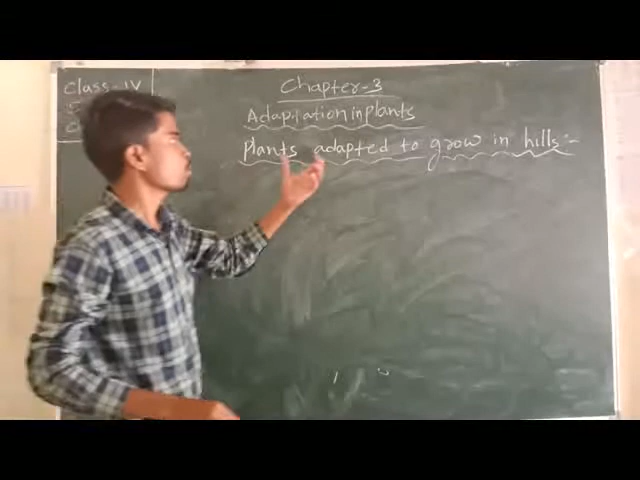 Class-IV
Chapter-3
Adaptation in plants
Plants adapted to grow in hills :-